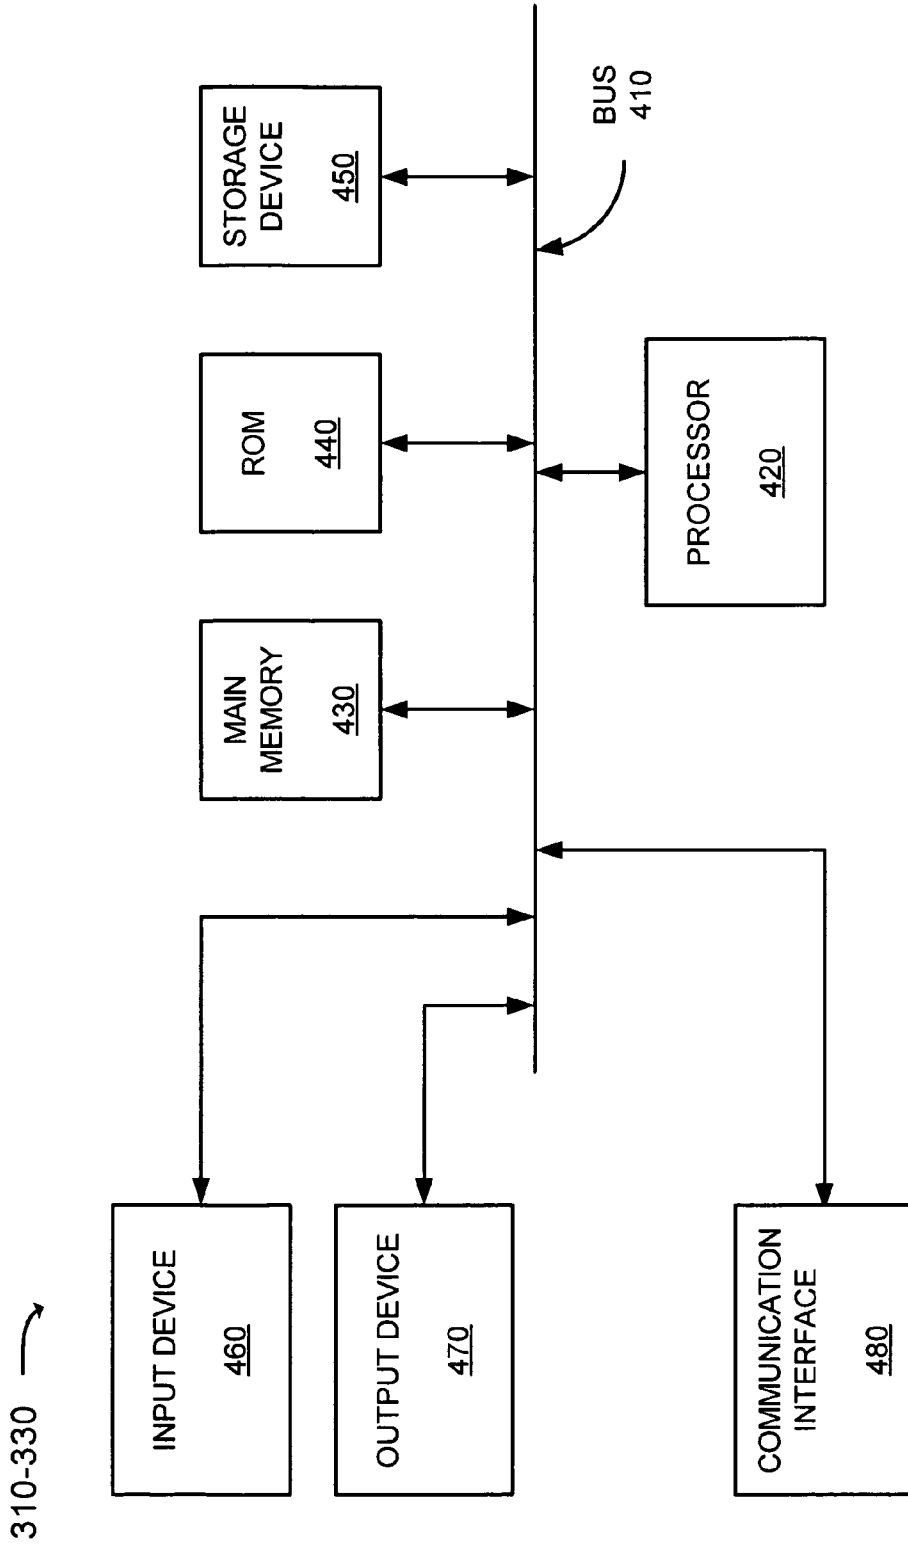 310-330
INPUT DEVICE
460
OUTPUT DEVICE
470
COMMUNICATION
INTERFACE
480
MAIN
MEMORY
430
ROM
440
STORAGE
DEVICE
450
PROCESSOR
420
BUS
410